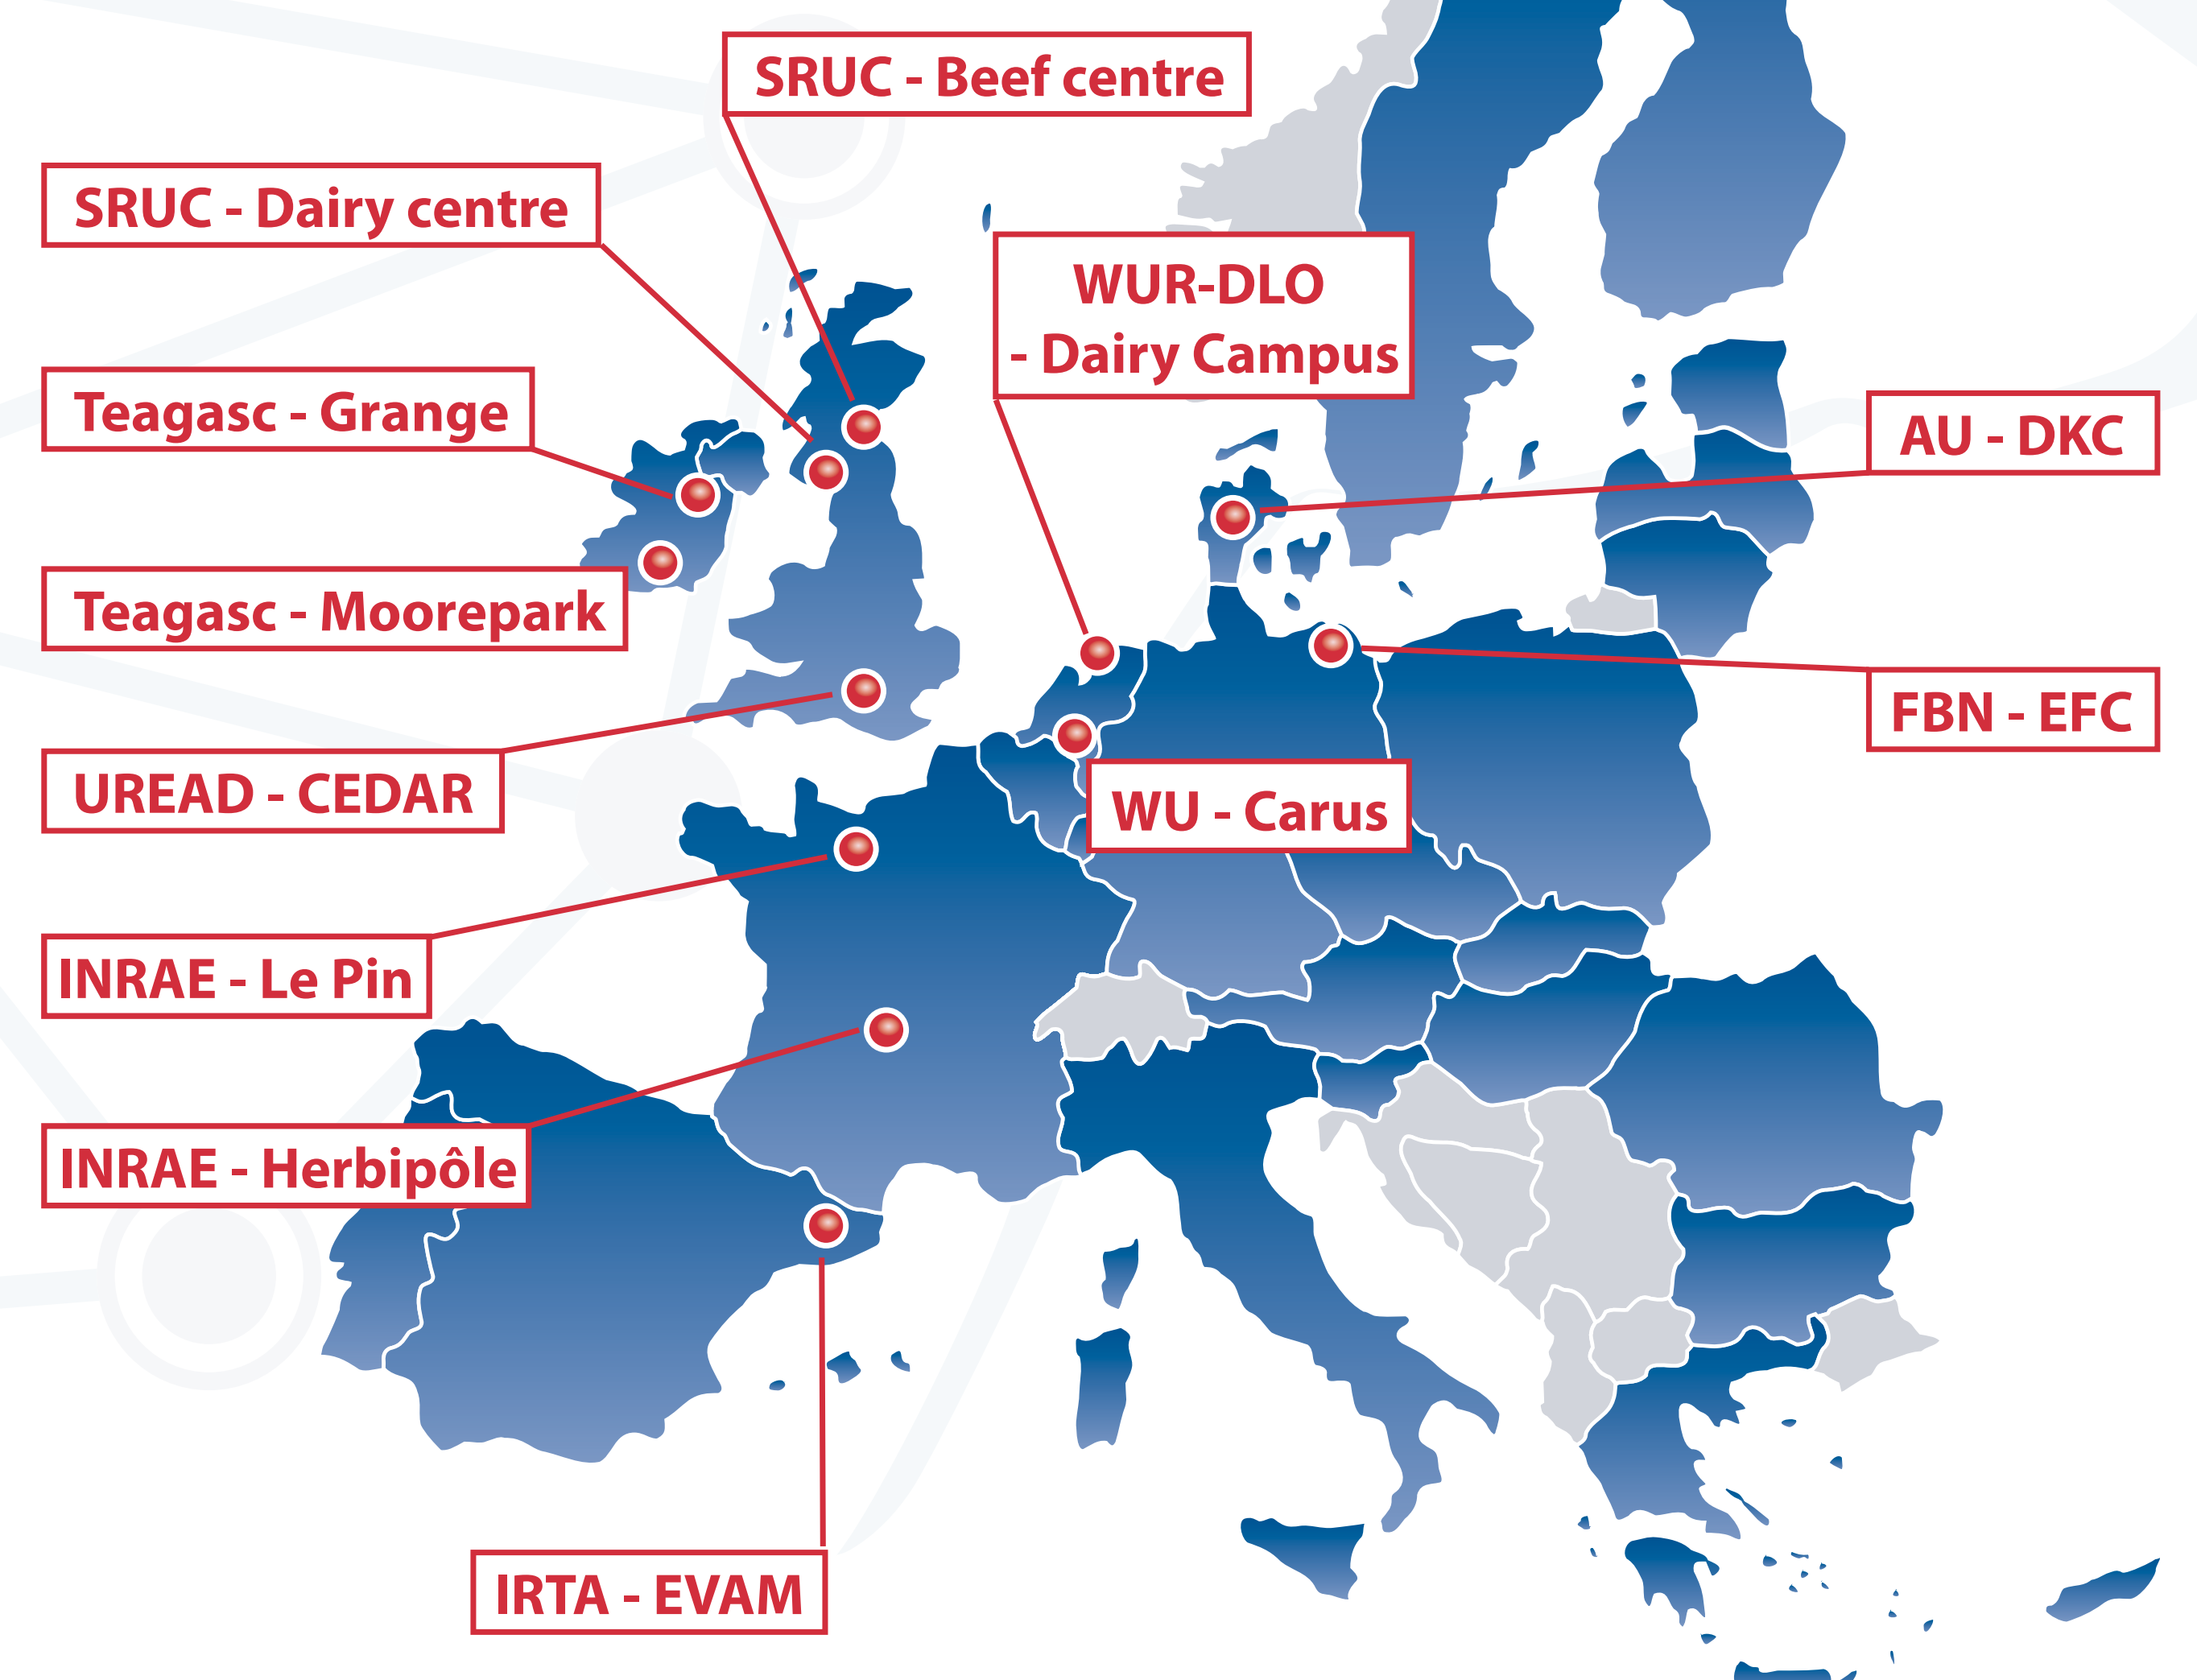 SRUC - Beef centre
SRUC - Dairy centre
WUR-DLO
- Dairy Campus
Teagasc - Grange
AU - DKC
Teagasc - Moorepark
FBN - EFC
UREAD - CEDAR
WU - Carus
INRAE - Le Pin
INRAE - Herbipôle
IRTA - EVAM